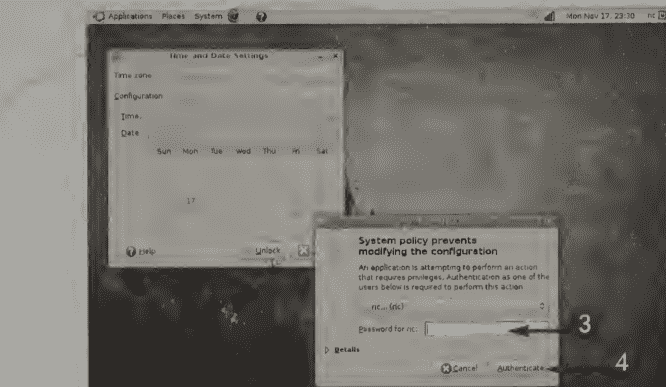 Applications Places System
Mon Nov 17, 23:30
Time and Date Settings
Time zone
Configuration
Time:
Date
Sun Mon Tue Wed Thu Fri Sat
17
Help Unlock
System policy prevents
modifying the configuration
An application is attempting to perform an action
that requires privileges. Authentication as one of the
users below is required to perform this action
Password for ric:
3
Details
Cancel Authenticate
4